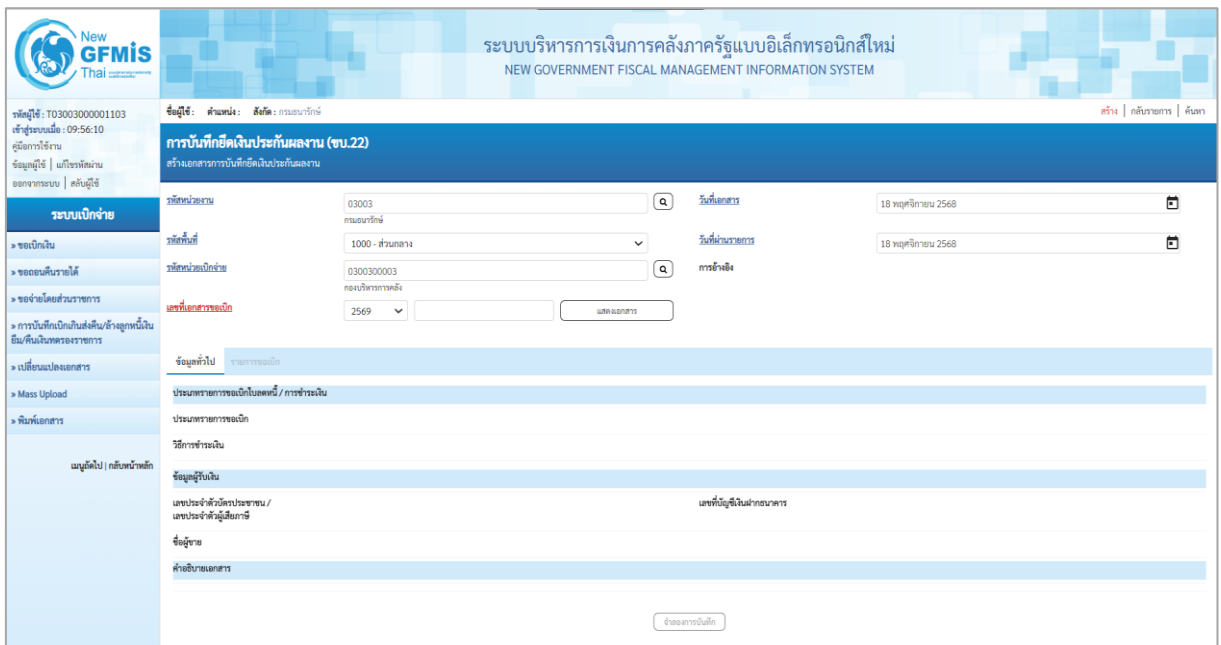 New
GFMIS
Thai
ระบบบริหารการเงินการคลังภาครัฐแบบอิเล็กทรอนิกส์ใหม่
NEW GOVERNMENT FISCAL MANAGEMENT INFORMATION SYSTEM
รหัสผู้ใช้ : T03003000001103
เข้าสู่ระบบเมื่อ : 09:56:10
คู่มือการใช้งาน
ข้อมูลผู้ใช้ | แก้ไขรหัสผ่าน
ออกจากระบบ | สลับผู้ใช้
ระบบเบิกจ่าย
» ขอเบิกเงิน
» ขอถอนคืนรายได้
» ขอจ่ายโดยส่วนราชการ
» การบันทึกเบิกเกินส่งคืน/ล้างลูกหนี้เงิน
ยืม/คืนเงินทดรองราชการ
» เปลี่ยนแปลงเอกสาร
» Mass Upload
» พิมพ์เอกสาร
เมนูถัดไป | กลับหน้าหลัก
ชื่อผู้ใช้ : ตำแหน่ง : สังกัด : กรมธนารักษ์
สร้าง | กลับรายการ | ค้นหา
การบันทึกยึดเงินประกันผลงาน (ขบ.22)
สร้างเอกสารการบันทึกยึดเงินประกันผลงาน
รหัสหน่วยงาน 03003 วันที่เอกสาร 18 พฤศจิกายน 2568
กรมธนารักษ์
รหัสพื้นที่ 1000 - ส่วนกลาง วันที่ผ่านรายการ 18 พฤศจิกายน 2568
รหัสหน่วยเบิกจ่าย 0300300003 การอ้างอิง
กองบริหารการคลัง
เลขที่เอกสารขอเบิก 2569 แสดงเอกสาร
ข้อมูลทั่วไป รายการขอเบิก
ประเภทรายการขอเบิกใบลดหนี้ / การชำระเงิน
ประเภทรายการขอเบิก
วิธีการชำระเงิน
ข้อมูลผู้รับเงิน
เลขประจำตัวบัตรประชาชน / เลขที่บัญชีเงินฝากธนาคาร
เลขประจำตัวผู้เสียภาษี
ชื่อผู้ขาย
คำอธิบายเอกสาร
จำลองการบันทึก